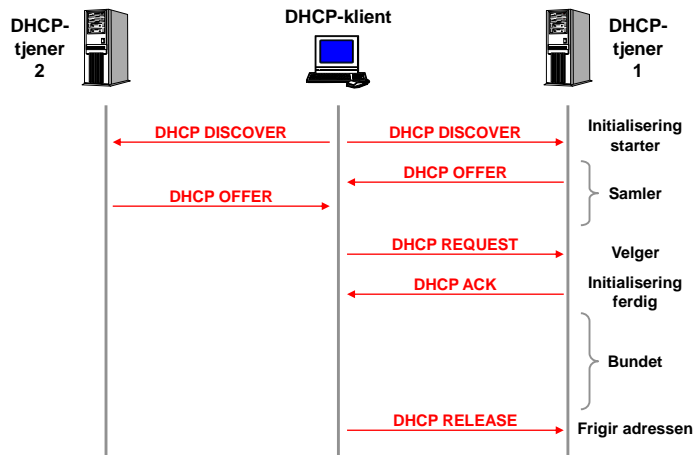 DHCP-
tjener
2
DHCP-klient
DHCP-
tjener
1
DHCP DISCOVER
DHCP DISCOVER
Initialisering
starter
DHCP OFFER
DHCP OFFER
Samler
DHCP REQUEST
Velger
DHCP ACK
Initialisering
ferdig
Bundet
DHCP RELEASE
Frigir adressen